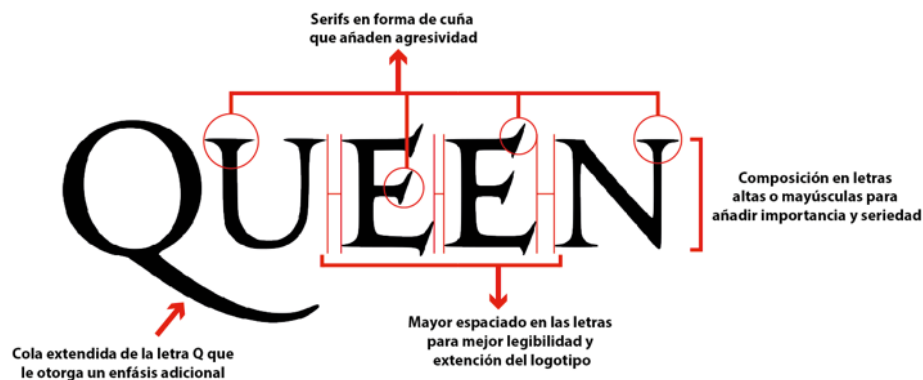 Serifs en forma de cuña
que añaden agresividad
QUEEN
Composición en letras
altas o mayúsculas para
añadir importancia y seriedad
Mayor espaciado en las letras
para mejor legibilidad y
extención del logotipo
Cola extendida de la letra Q que
le otorga un enfásis adicional